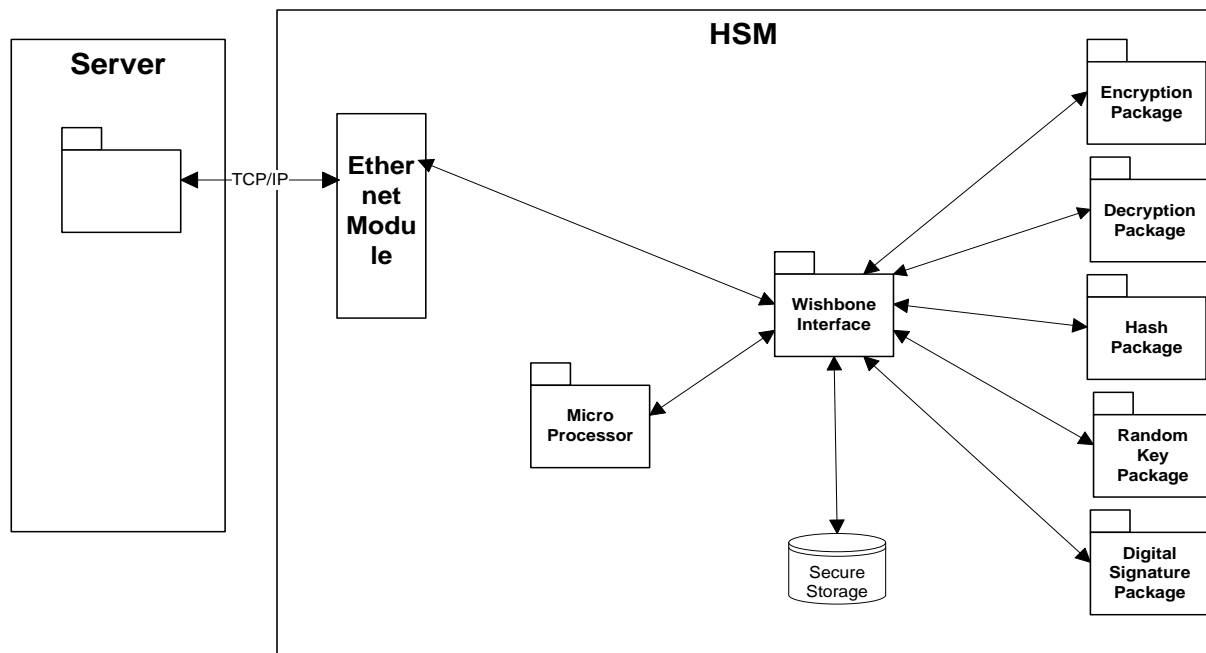 HSM
Server
Encryption
Package
Ether
net
Modu
le
TCP/IP
Decryption
Package
Wishbone
Interface
Hash
Package
Micro
Processor
Random
Key
Package
Secure
Storage
Digital
Signature
Package